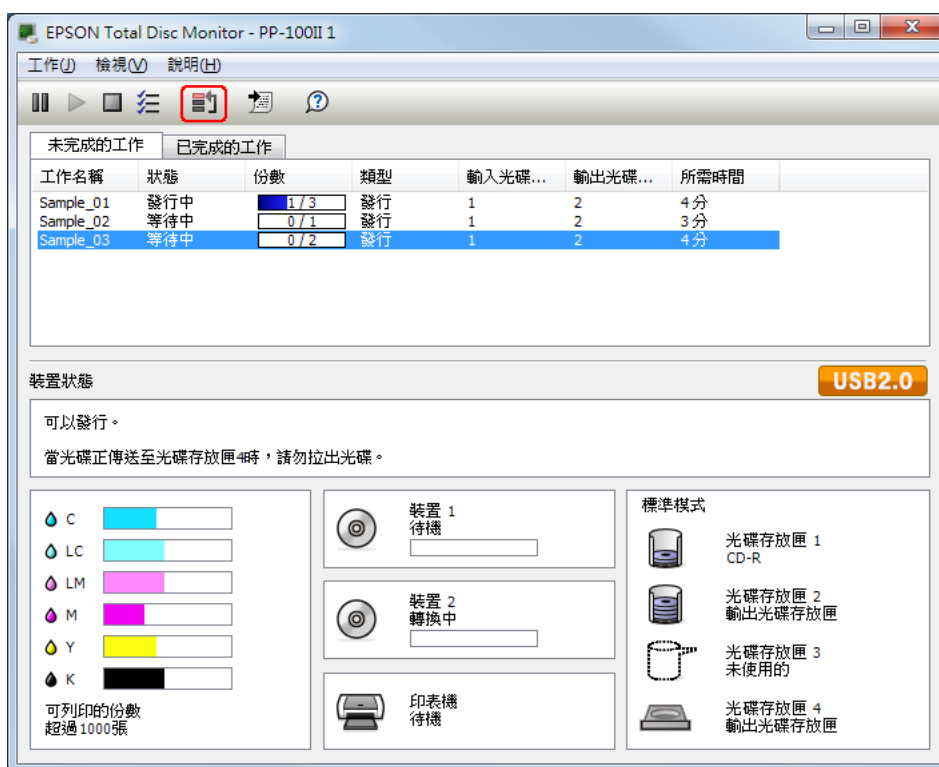 EPSON Total Disc Monitor - PP-100II 1
工作(J) 檢視(V) 說明(H)
未完成的工作 已完成的工作
工作名稱 狀態 份數 類型 輸入光碟... 輸出光碟... 所需時間
Sample_01 發行中 1 / 3 發行 1 2 4分
Sample_02 等待中 0 / 1 發行 1 2 3分
Sample_03 等待中 0 / 2 發行 1 2 4分
裝置狀態 USB2.0
可以發行。
當光碟正傳送至光碟存放匣4時，請勿拉出光碟。
C
LC
LM
M
Y
K
可列印的份數
超過1000張
裝置 1
待機
裝置 2
轉換中
印表機
待機
標準模式
光碟存放匣 1
CD-R
光碟存放匣 2
輸出光碟存放匣
光碟存放匣 3
未使用的
光碟存放匣 4
輸出光碟存放匣